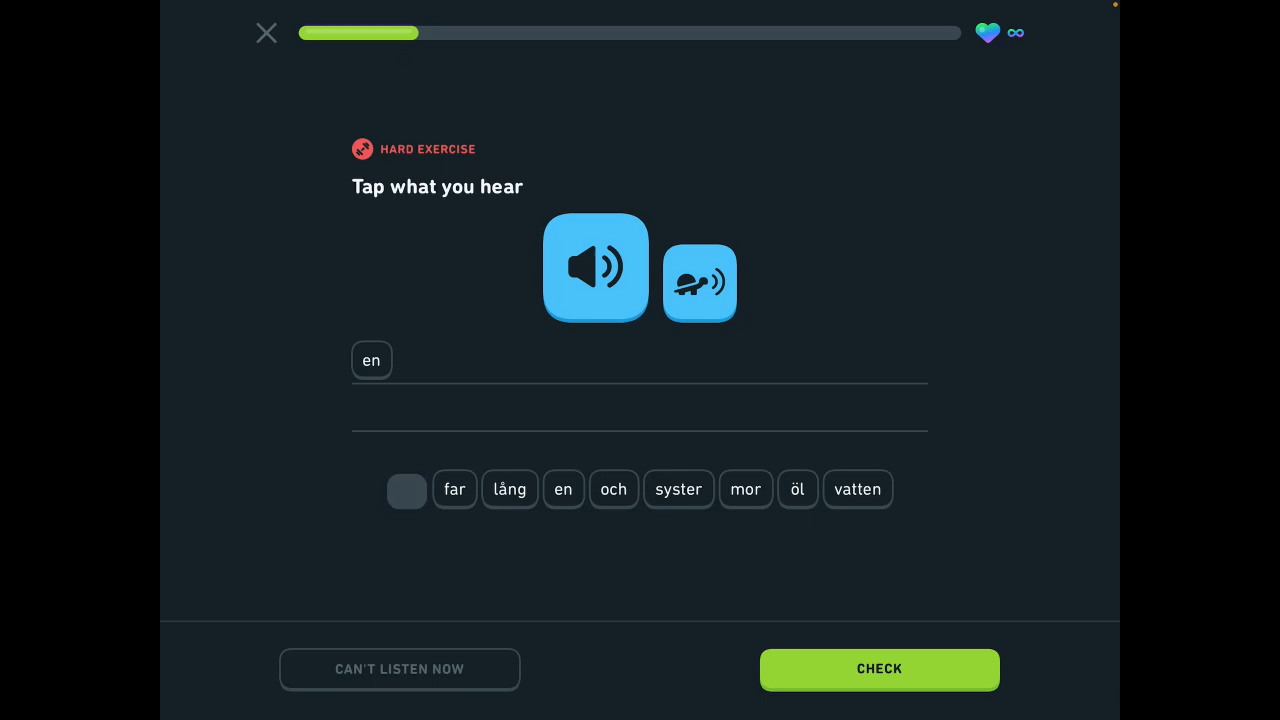 HARD EXERCISE
Tap what you hear
en
far lång en och syster mor öl vatten
CAN'T LISTEN NOW CHECK